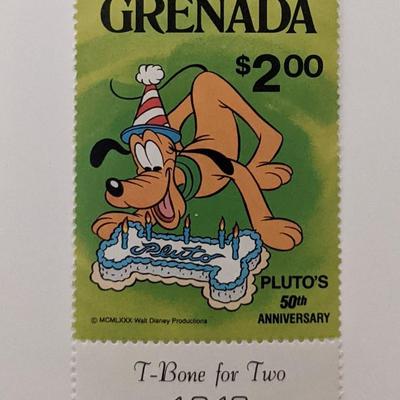 GRENADA
$2.00
Pluto
PLUTO'S
50th
ANNIVERSARY
© MCMLXXX Walt Disney Productions
T-Bone for Two